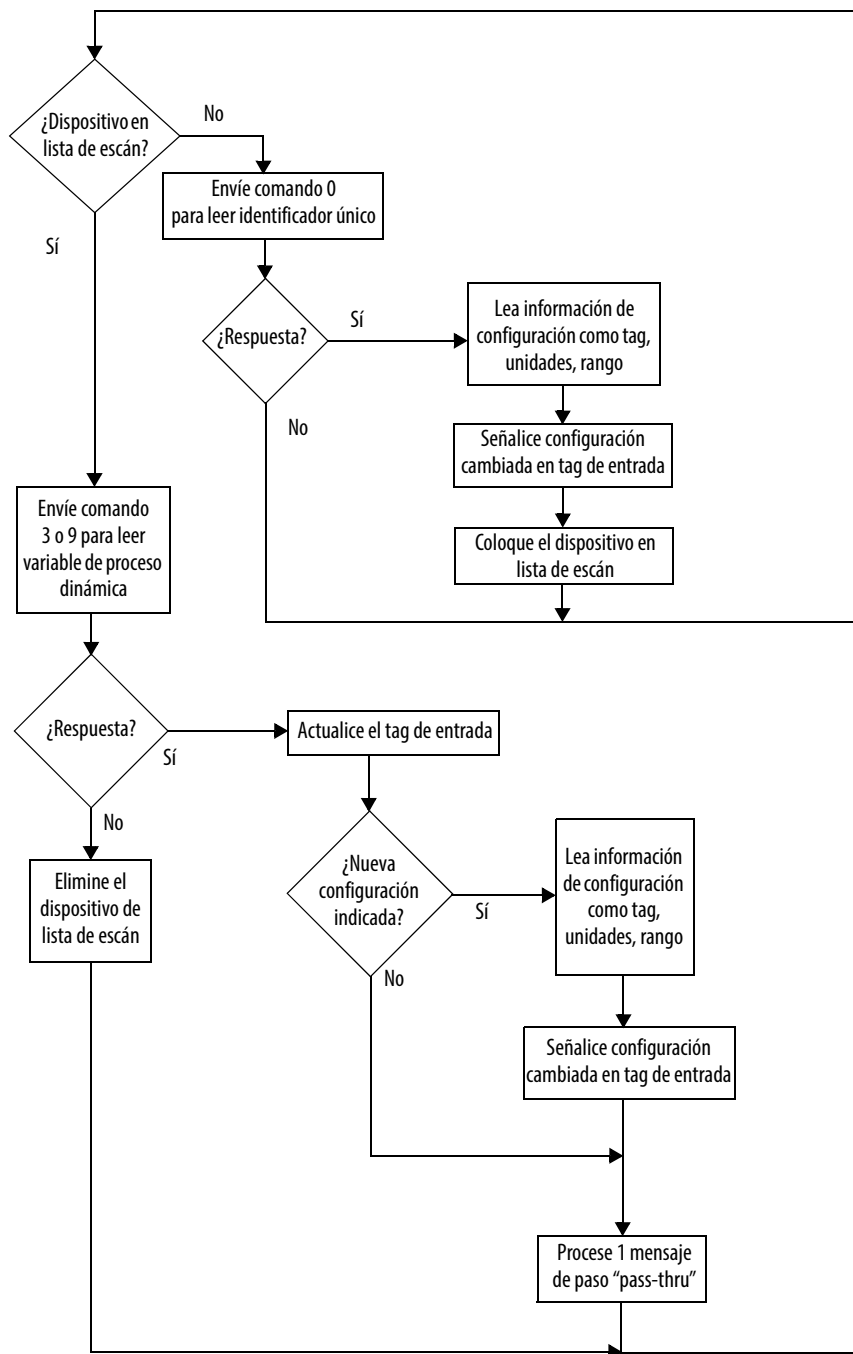 ¿Dispositivo en
lista de escán?
No
Sí
Envíe comando 0
para leer identificador único
¿Respuesta?
Sí
No
Lea información de
configuración como tag,
unidades, rango
Señalice configuración
cambiada en tag de entrada
Coloque el dispositivo en
lista de escán
Envíe comando
3 o 9 para leer
variable de proceso
dinámica
¿Respuesta?
Sí
No
Actualice el tag de entrada
Elimine el
dispositivo de
lista de escán
¿Nueva
configuración
indicada?
Sí
No
Lea información
de configuración
como tag,
unidades, rango
Señalice configuración
cambiada en tag de entrada
Procese 1 mensaje
de paso “pass-thru”